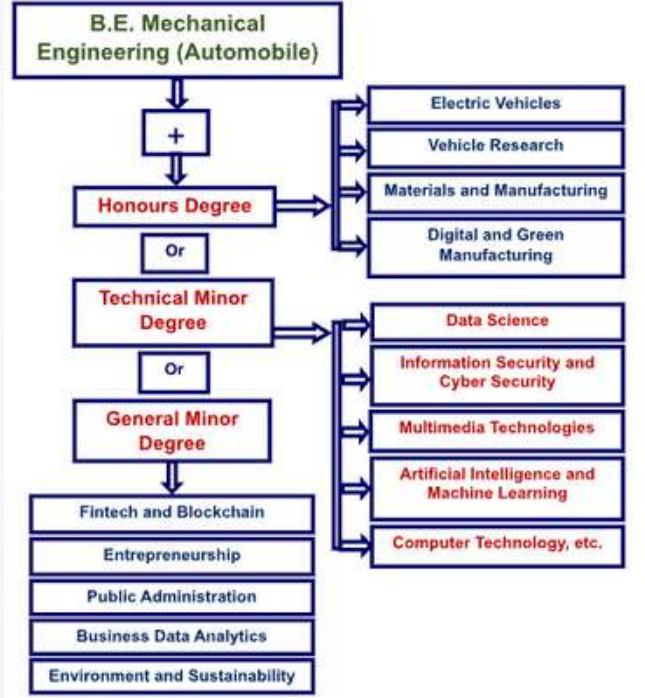 B.E. Mechanical
Engineering (Automobile)
+
Honours Degree
Electric Vehicles
Vehicle Research
Materials and Manufacturing
Digital and Green
Manufacturing
Or
Technical Minor
Degree
Data Science
Information Security and
Cyber Security
Multimedia Technologies
Artificial Intelligence and
Machine Learning
Computer Technology, etc.
Or
General Minor
Degree
Fintech and Blockchain
Entrepreneurship
Public Administration
Business Data Analytics
Environment and Sustainability